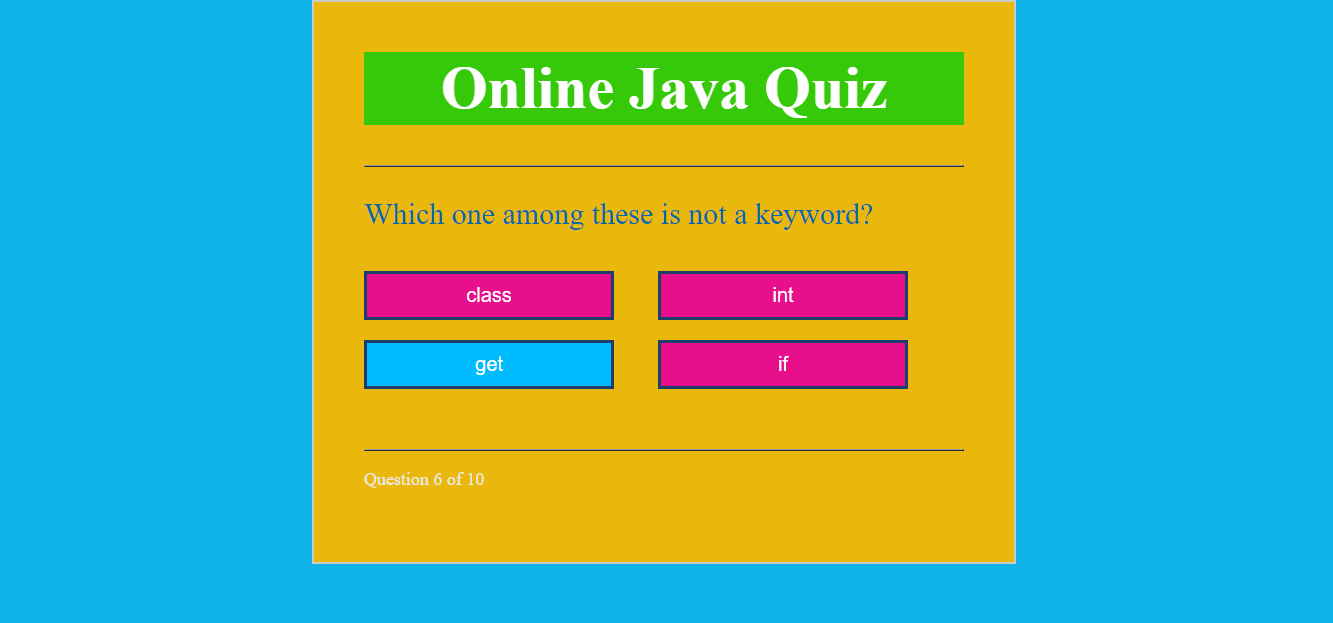 Online Java Quiz
Which one among these is not a keyword?
class
int
get
if
Question 6 of 10